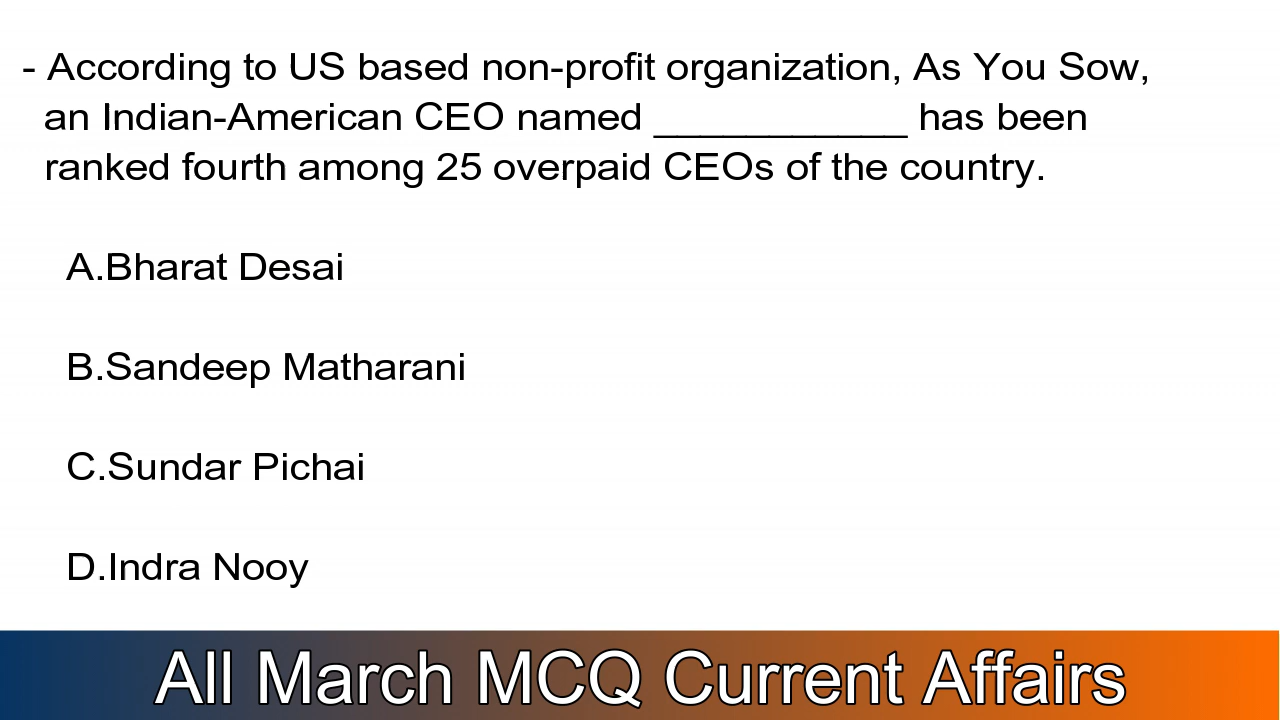 - According to US based non-profit organization, As You Sow,
an Indian-American CEO named ____________ has been
ranked fourth among 25 overpaid CEOs of the country.
A.Bharat Desai
B.Sandeep Matharani
C.Sundar Pichai
D.Indra Nooy
All March MCQ Current Affairs